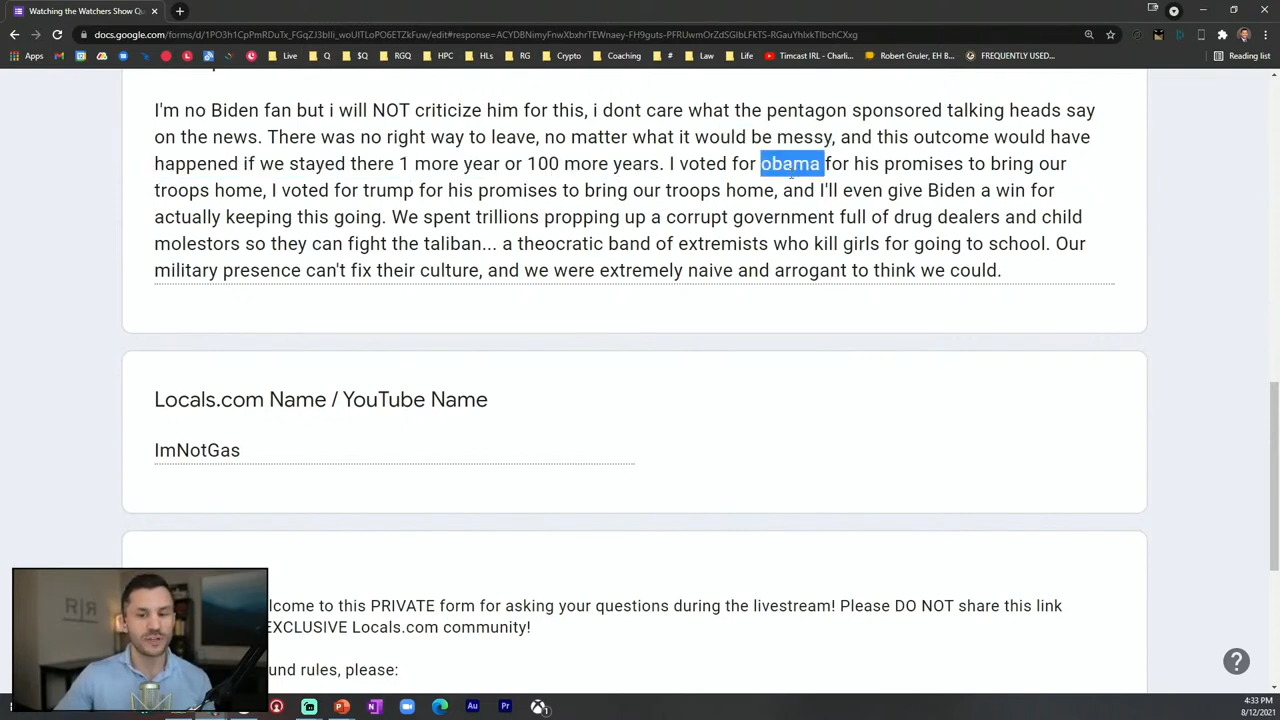 Watching the Watchers Show Qu
docs.google.com/forms/d/
Apps
Live
Q
$Q
RGQ
HPC
HLs
RG
Crypto
Coaching
#
Law
Life
Timcast IRL - Charli...
Robert Gruler, EH B...
FREQUENTLY USED...
Reading list
I'm no Biden fan but i will NOT criticize him for this, i dont care what the pentagon sponsored talking heads say
on the news. There was no right way to leave, no matter what it would be messy, and this outcome would have
happened if we stayed there 1 more year or 100 more years. I voted for obama for his promises to bring our
troops home, I voted for trump for his promises to bring our troops home, and I'll even give Biden a win for
actually keeping this going. We spent trillions propping up a corrupt government full of drug dealers and child
molestors so they can fight the taliban... a theocratic band of extremists who kill girls for going to school. Our
military presence can't fix their culture, and we were extremely naive and arrogant to think we could.
Locals.com Name / YouTube Name
ImNotGas
lcome to this PRIVATE form for asking your questions during the livestream! Please DO NOT share this link
EXCLUSIVE Locals.com community!
und rules, please:
R|R
4:33 PM
8/12/2021